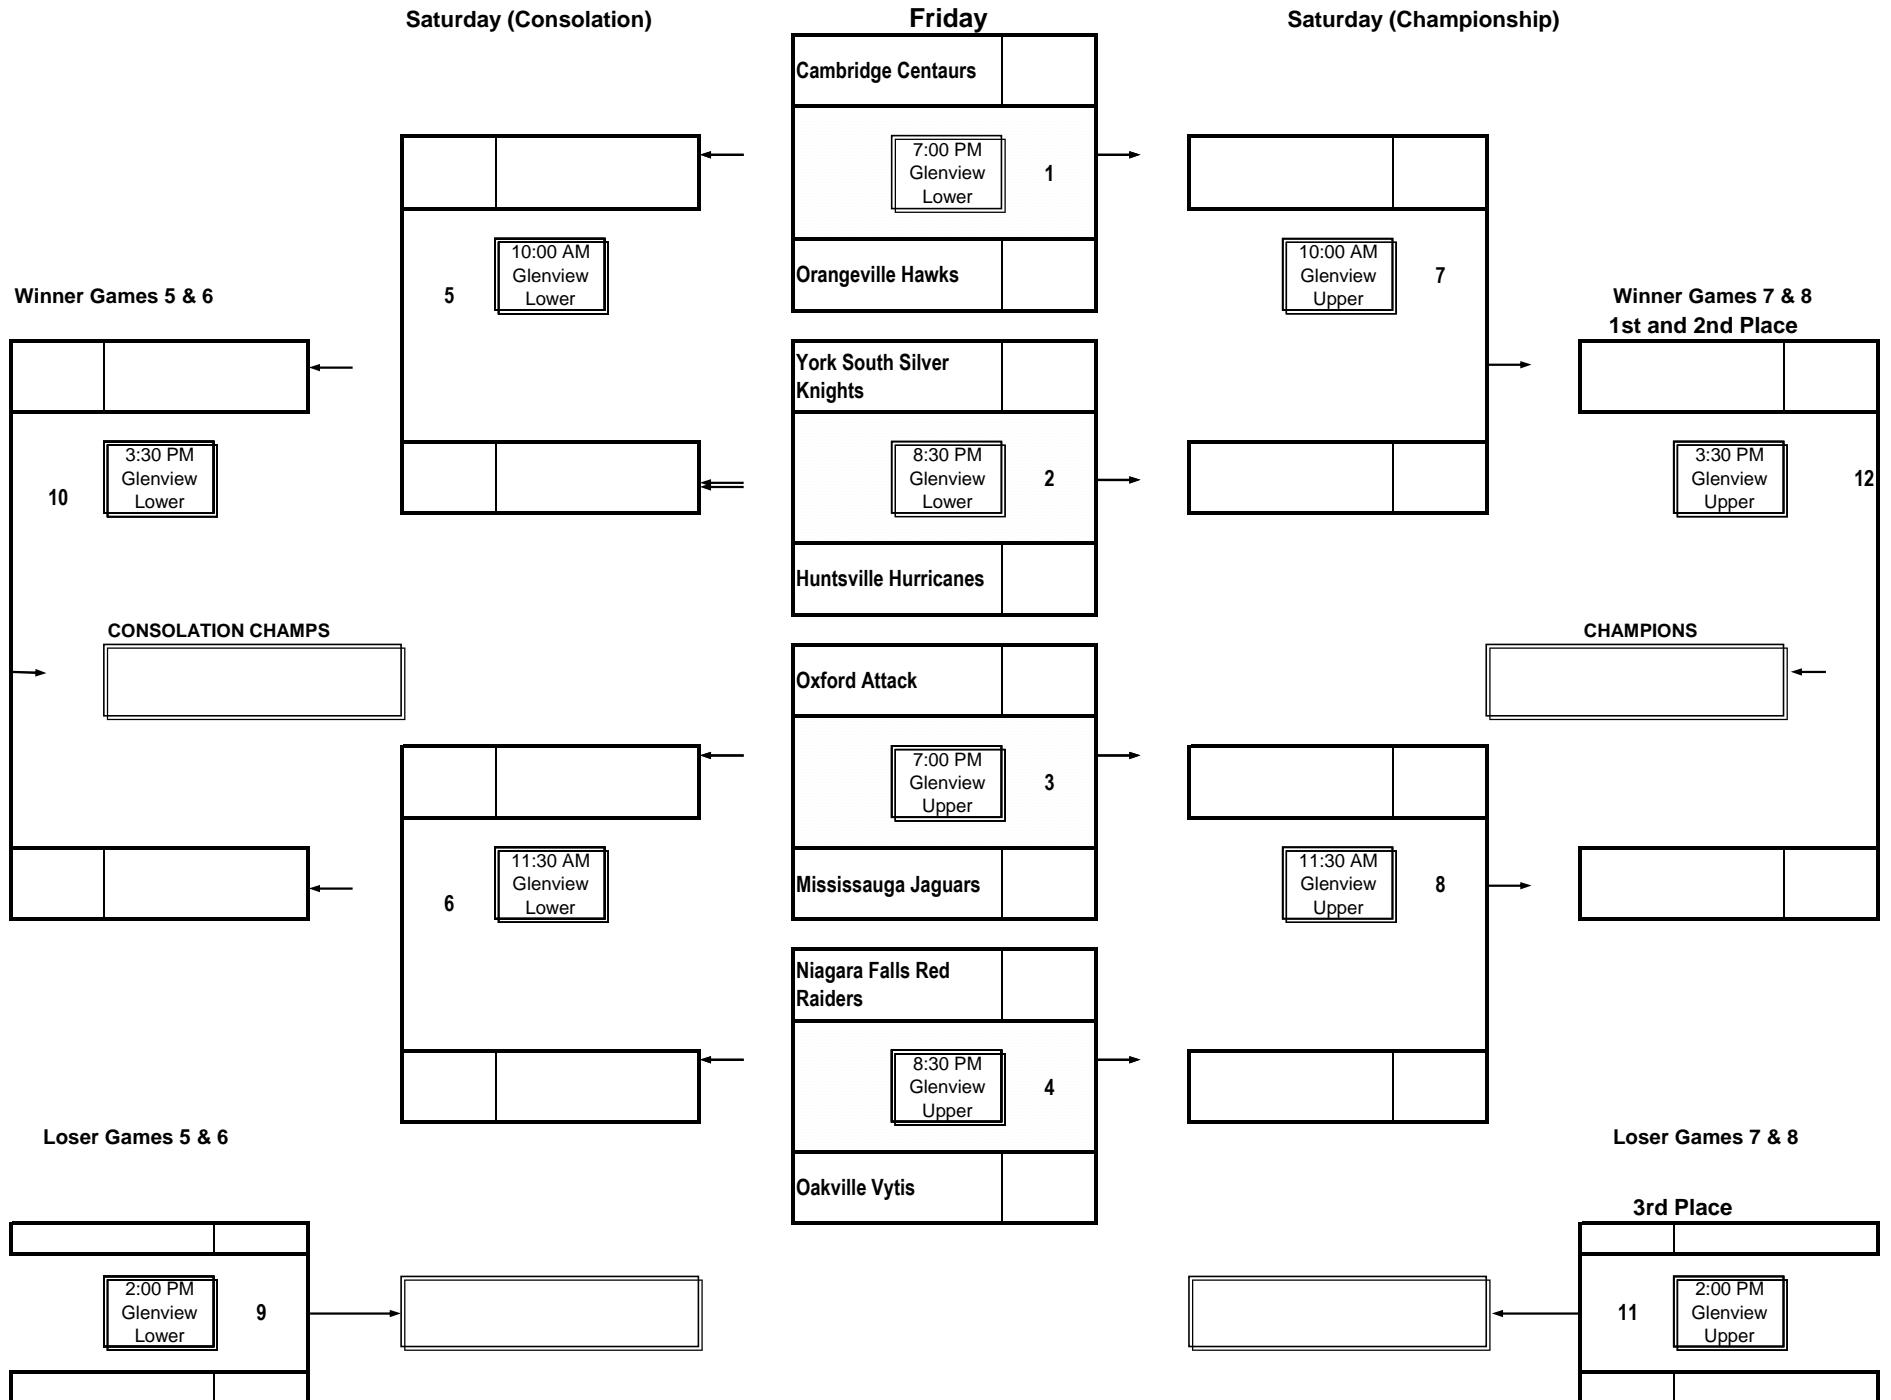 Saturday (Consolation)
Friday
Saturday (Championship)
Cambridge Centaurs
7:00 PM
Glenview
Lower
1
Orangeville Hawks
10:00 AM
Glenview
Lower
5
10:00 AM
Glenview
Upper
7
Winner Games 5 & 6
Winner Games 7 & 8
1st and 2nd Place
York South Silver
Knights
8:30 PM
Glenview
Lower
2
Huntsville Hurricanes
3:30 PM
Glenview
Lower
10
3:30 PM
Glenview
Upper
12
CONSOLATION CHAMPS
CHAMPIONS
Oxford Attack
7:00 PM
Glenview
Upper
3
Mississauga Jaguars
11:30 AM
Glenview
Lower
6
11:30 AM
Glenview
Upper
8
Niagara Falls Red
Raiders
8:30 PM
Glenview
Upper
4
Oakville Vytis
Loser Games 5 & 6
Loser Games 7 & 8
3rd Place
2:00 PM
Glenview
Lower
9
11
2:00 PM
Glenview
Upper